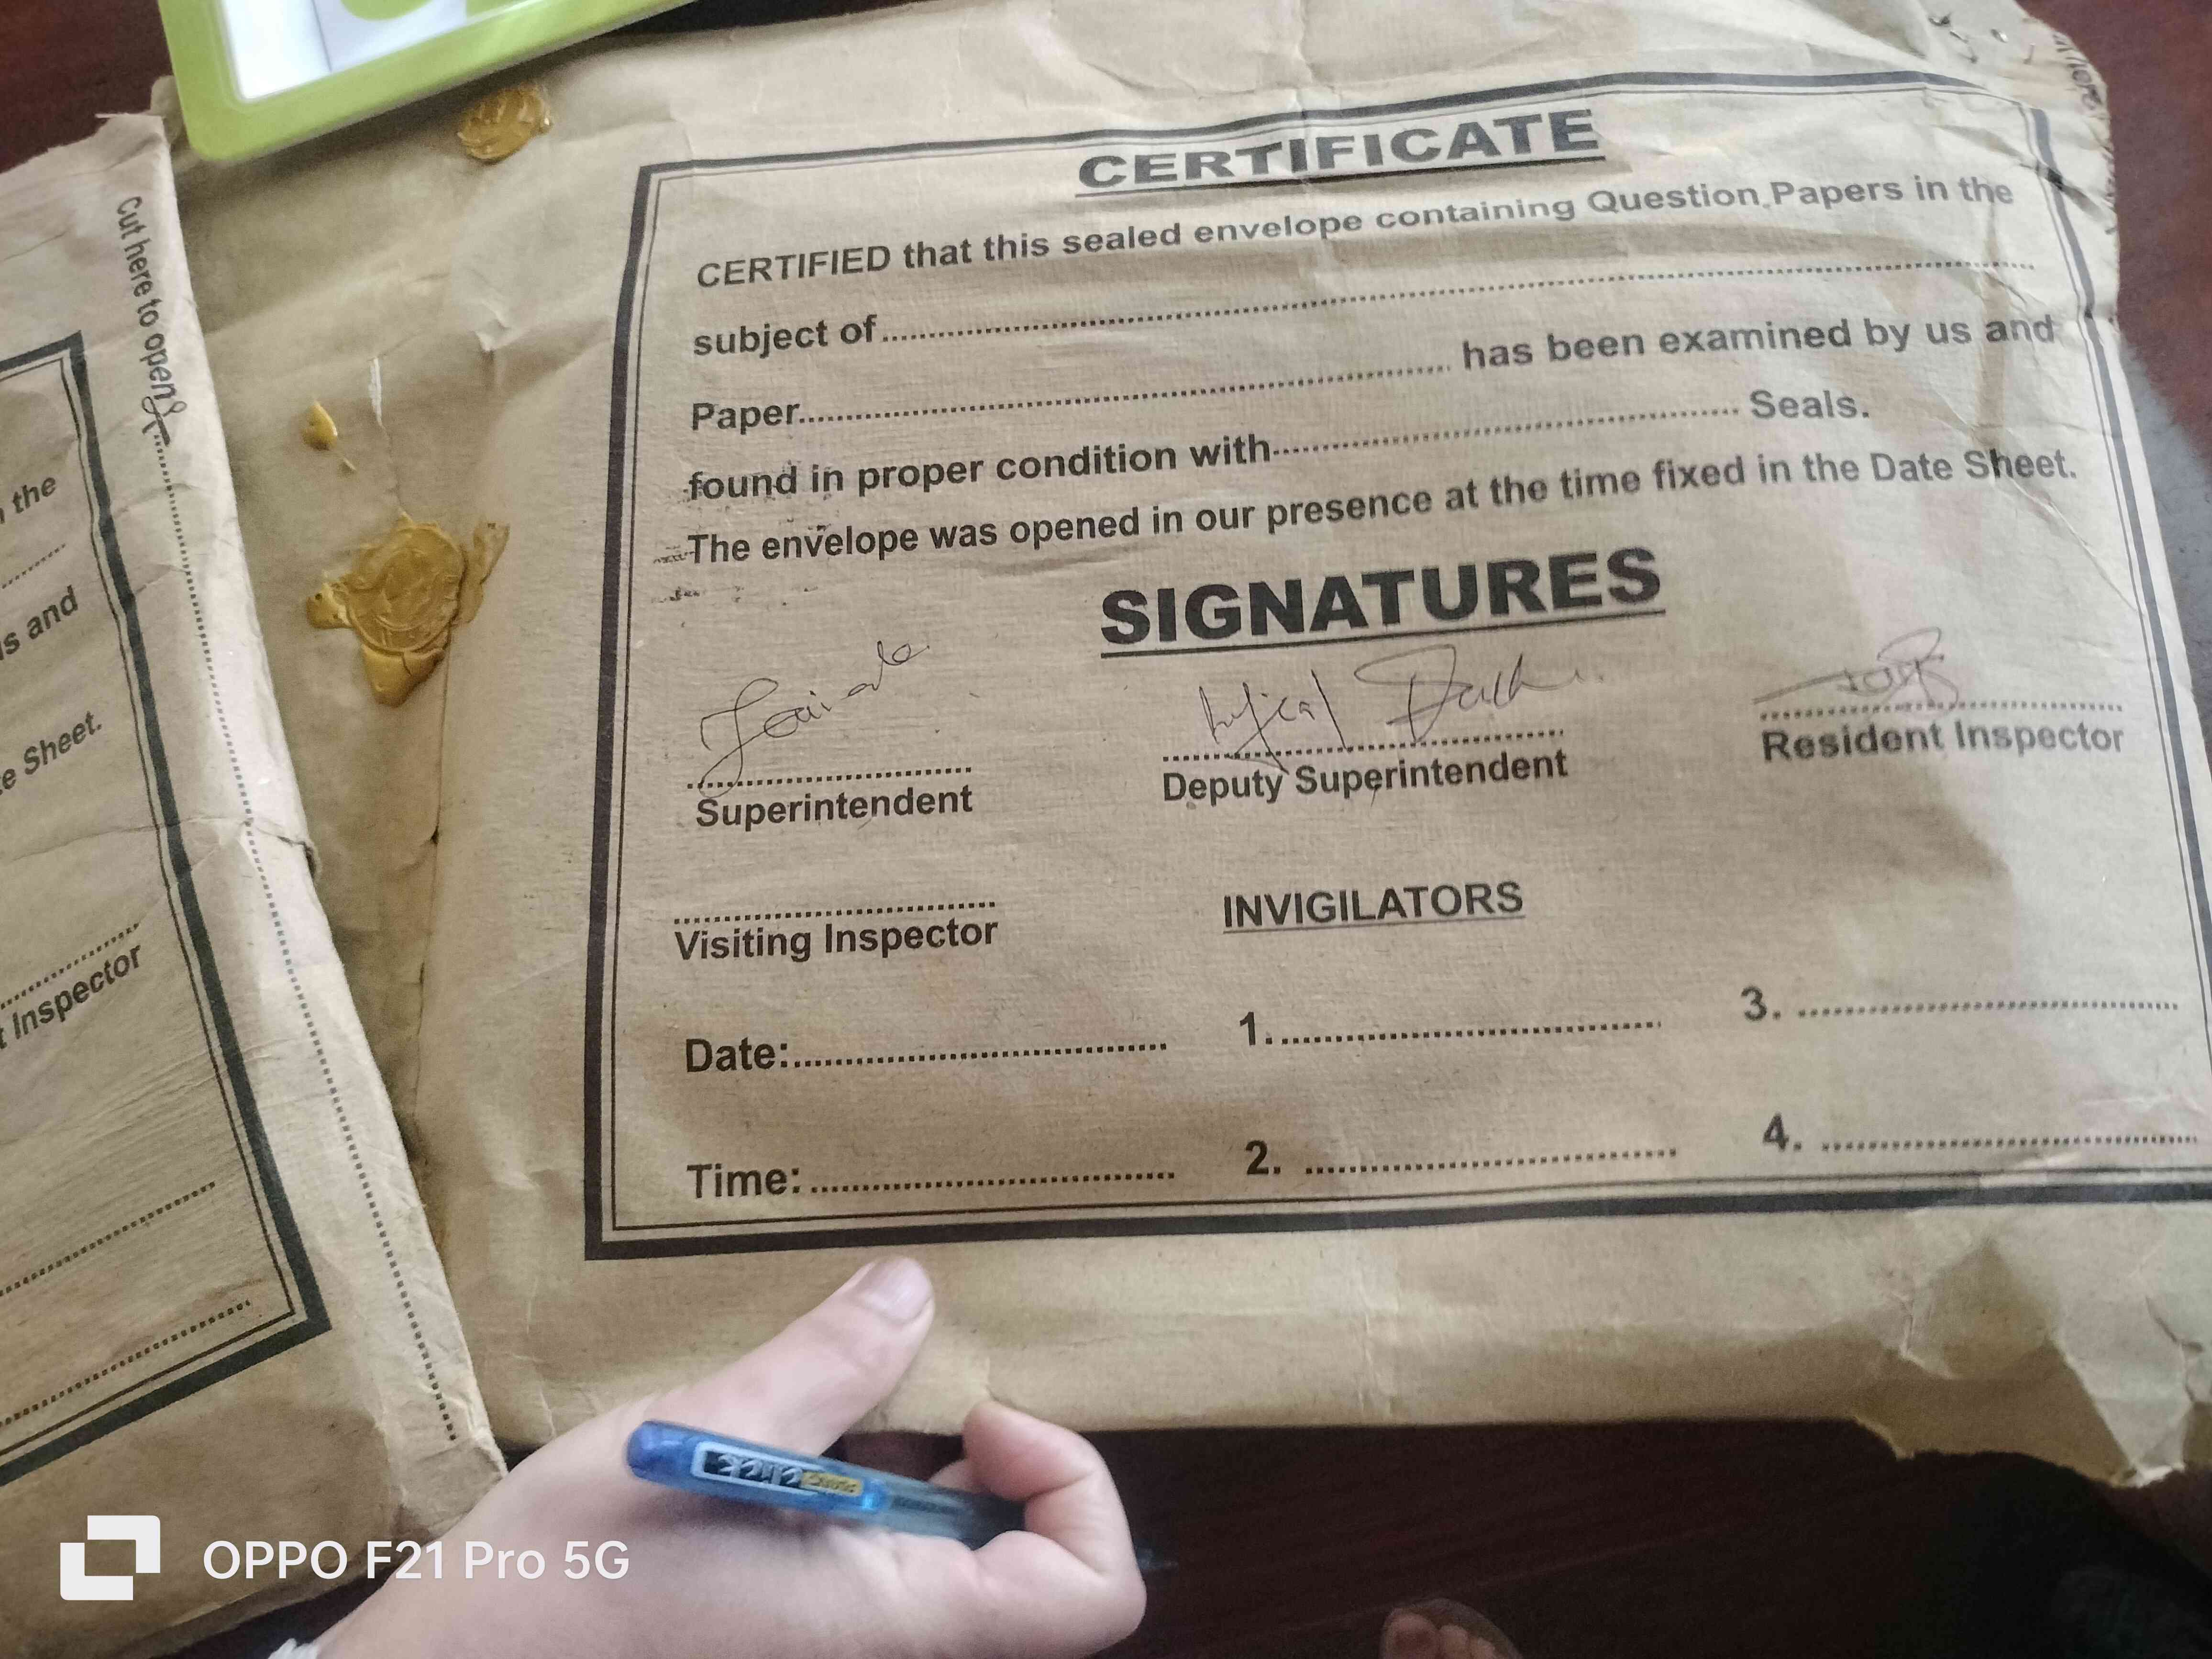 CERTIFICATE
CERTIFIED that this sealed envelope containing Question Papers in the
subject of
Paper has been examined by us and
found in proper condition with Seals.
The envelope was opened in our presence at the time fixed in the Date Sheet.
SIGNATURES
Superintendent
Deputy Superintendent
Resident Inspector
Visiting Inspector
INVIGILATORS
Date:
1.
3.
Time:
2.
4.
Cut here to open
the
and
Sheet.
Inspector
OPPO F21 Pro 5G